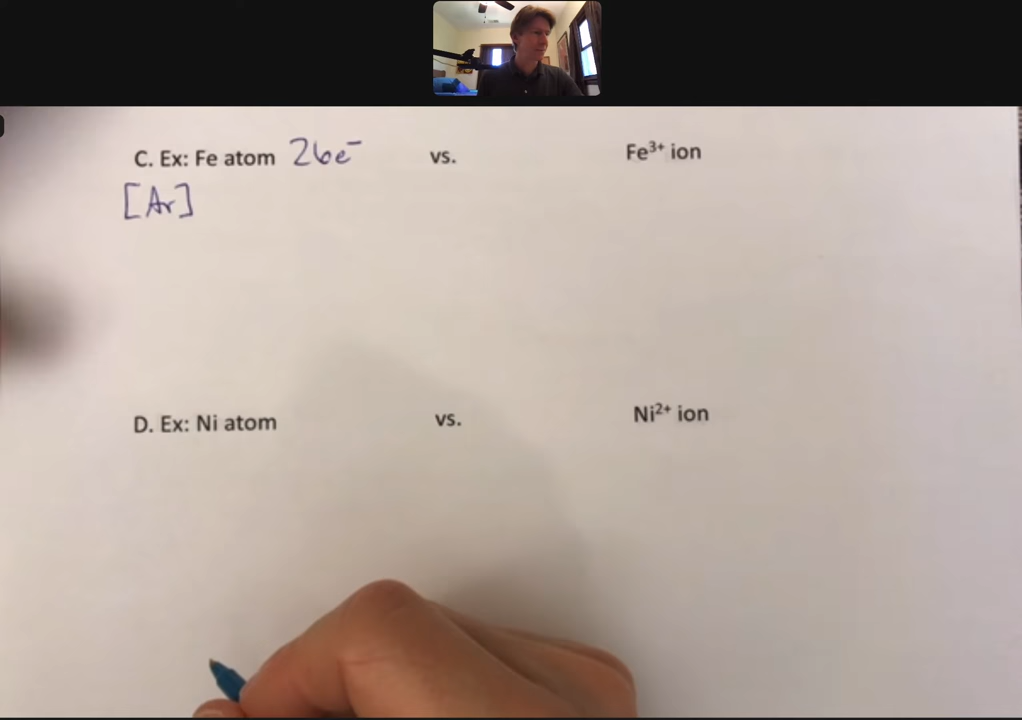 C. Ex: Fe atom 26e⁻ vs. Fe³⁺ ion
[Ar]
D. Ex: Ni atom vs. Ni²⁺ ion